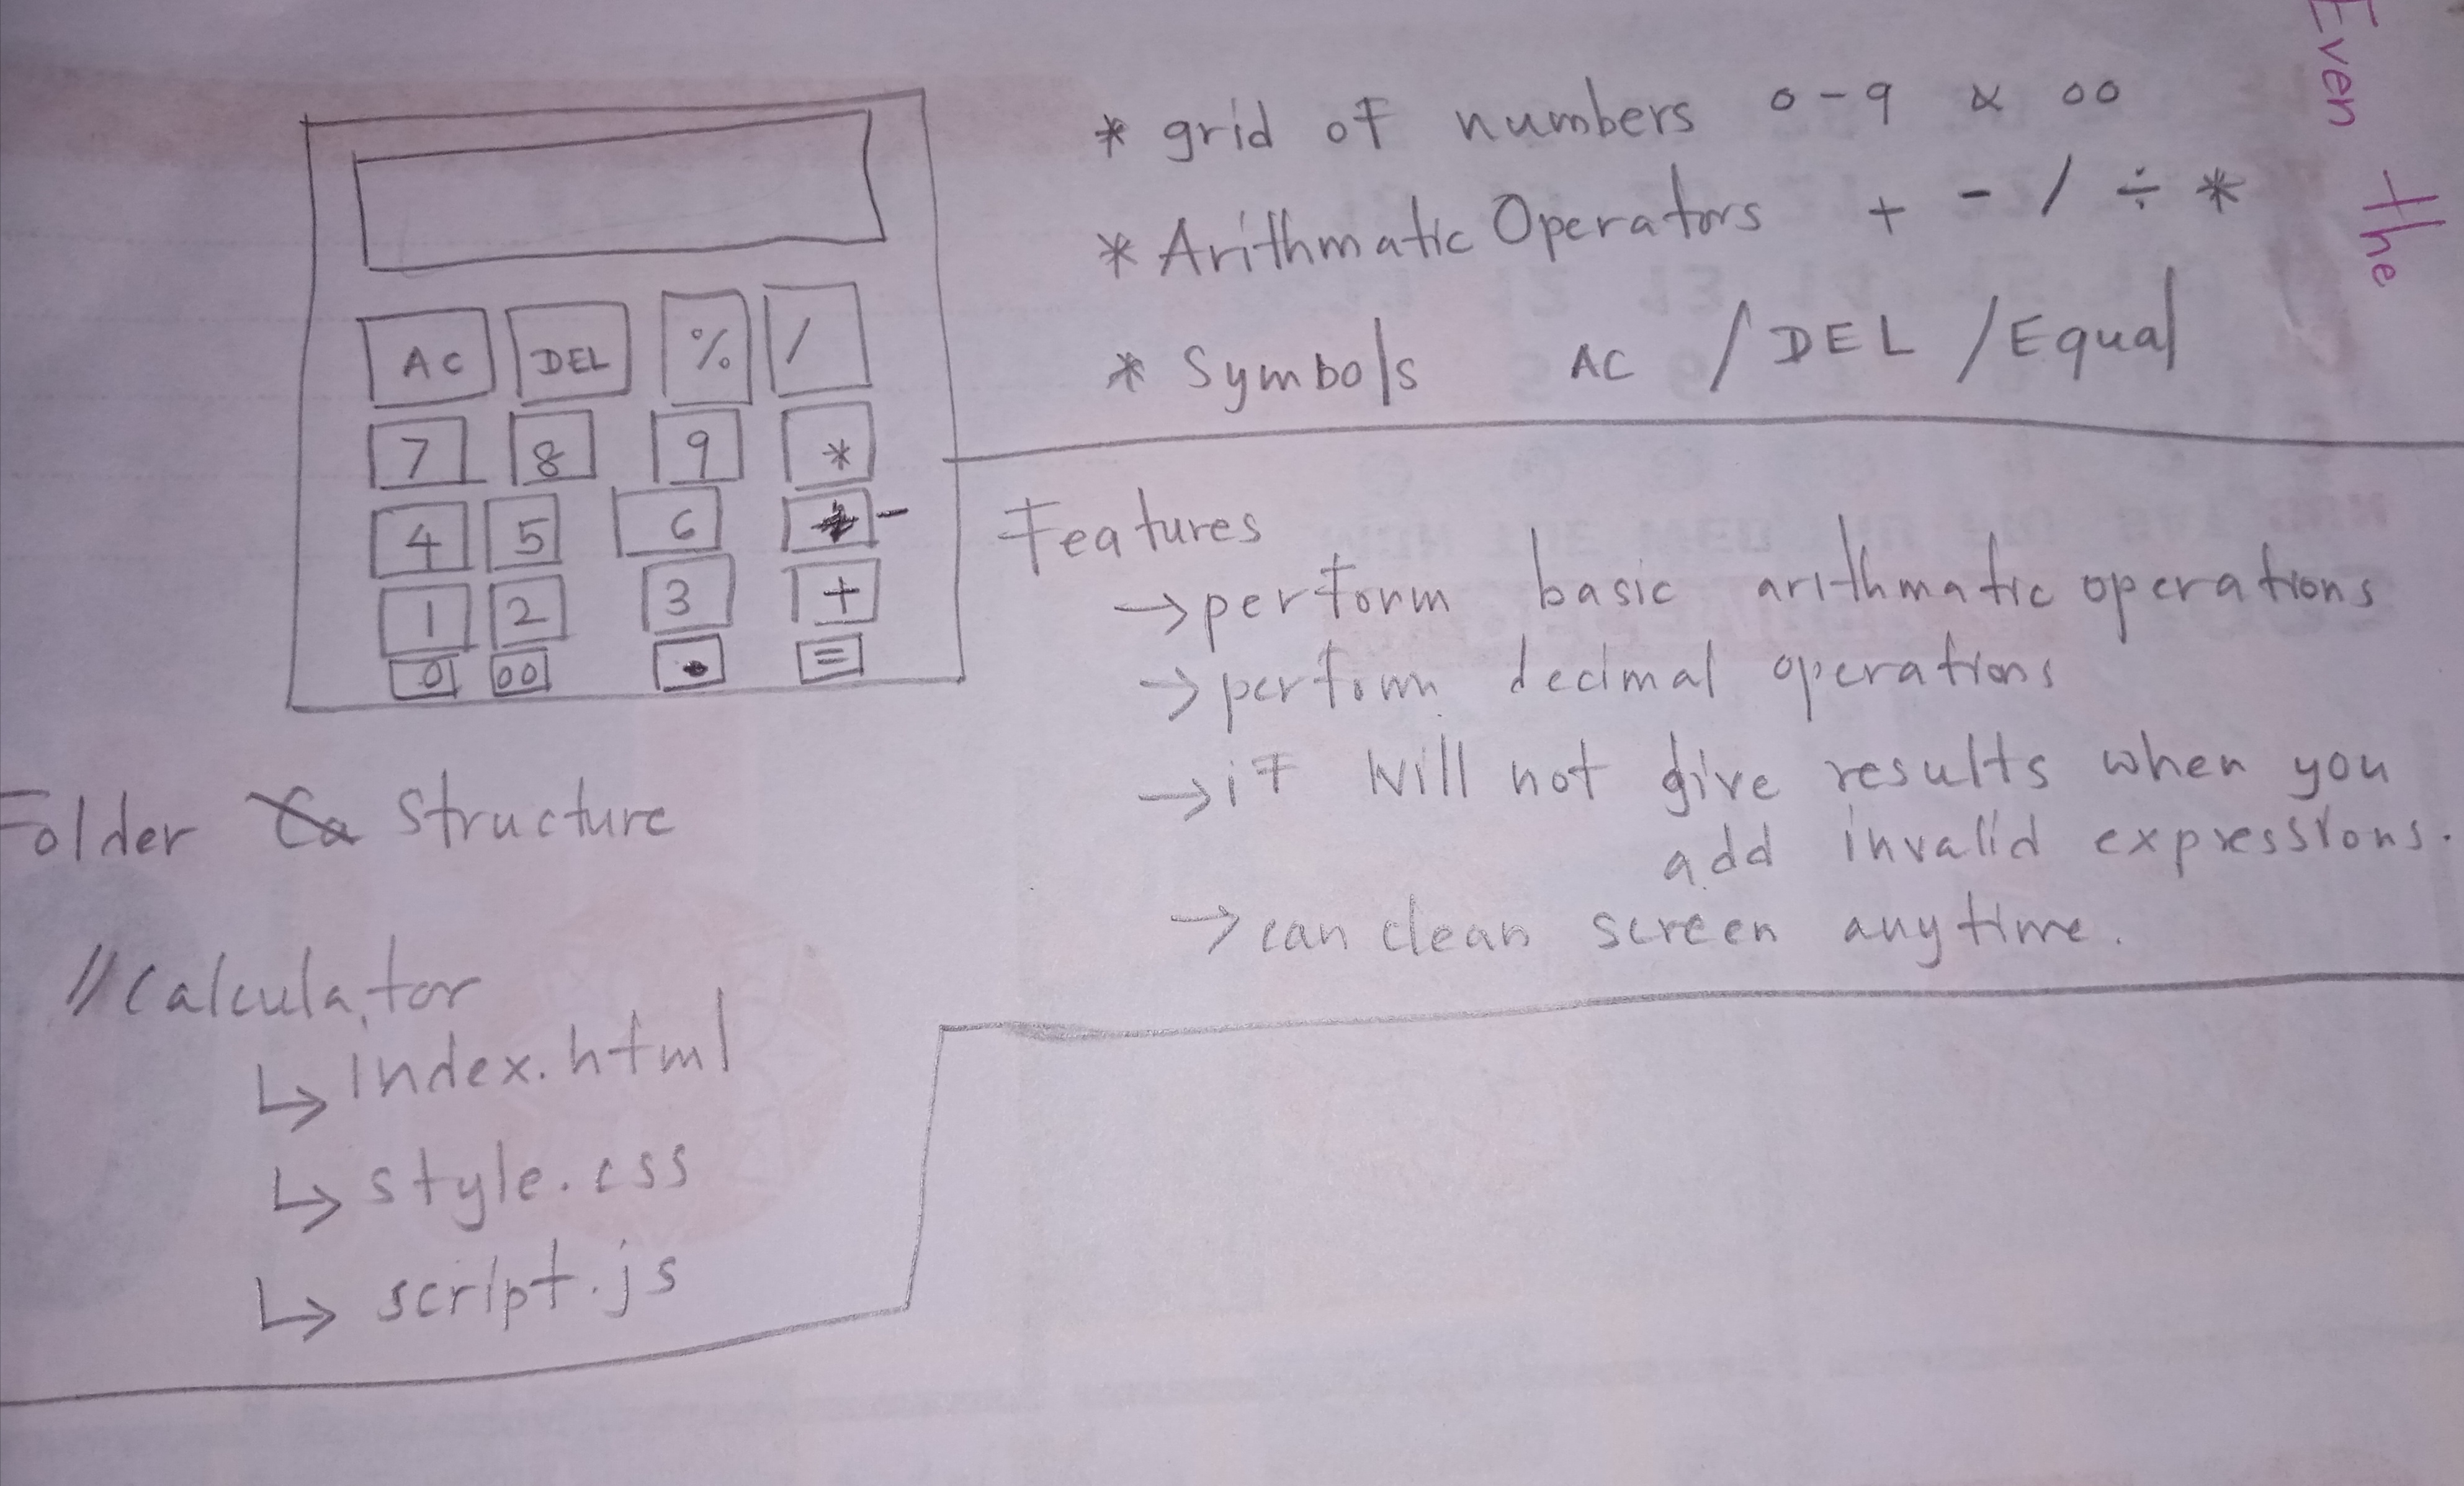 AC DEL % /
7 8 9 *
4 5 6 -
1 2 3 +
0 00 . =
* grid of numbers 0-9 & 00
* Arithmatic Operators + - / ÷ *
* Symbols AC / DEL / Equal
Features
→ perform basic arithmatic operations
→ perform decimal operations
→ it will not give results when you
add invalid expressions.
→ can clean screen anytime.
Folder Structure
// Calculator
↳ index.html
↳ style.css
↳ script.js
Even the